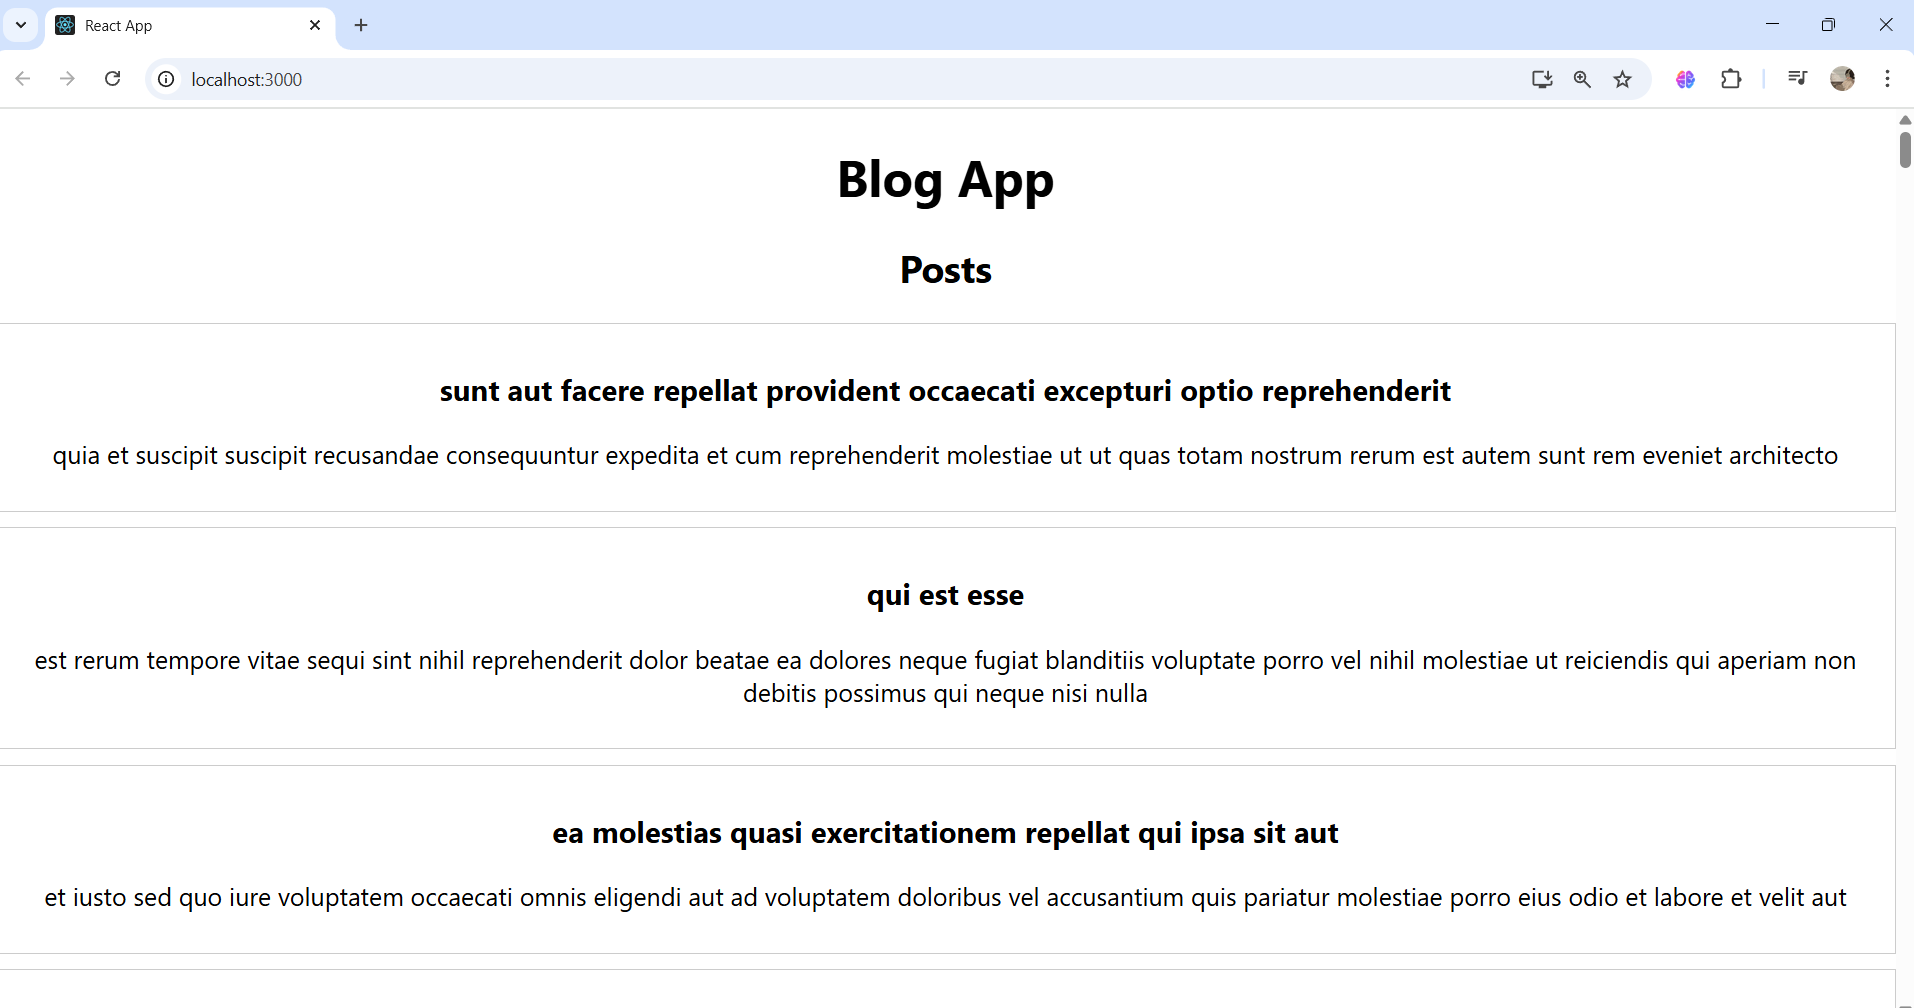 React App
localhost:3000
Blog App
Posts
sunt aut facere repellat provident occaecati excepturi optio reprehenderit
quia et suscipit suscipit recusandae consequuntur expedita et cum reprehenderit molestiae ut ut quas totam nostrum rerum est autem sunt rem eveniet architecto
qui est esse
est rerum tempore vitae sequi sint nihil reprehenderit dolor beatae ea dolores neque fugiat blanditiis voluptate porro vel nihil molestiae ut reiciendis qui aperiam non
debitis possimus qui neque nisi nulla
ea molestias quasi exercitationem repellat qui ipsa sit aut
et iusto sed quo iure voluptatem occaecati omnis eligendi aut ad voluptatem doloribus vel accusantium quis pariatur molestiae porro eius odio et labore et velit aut